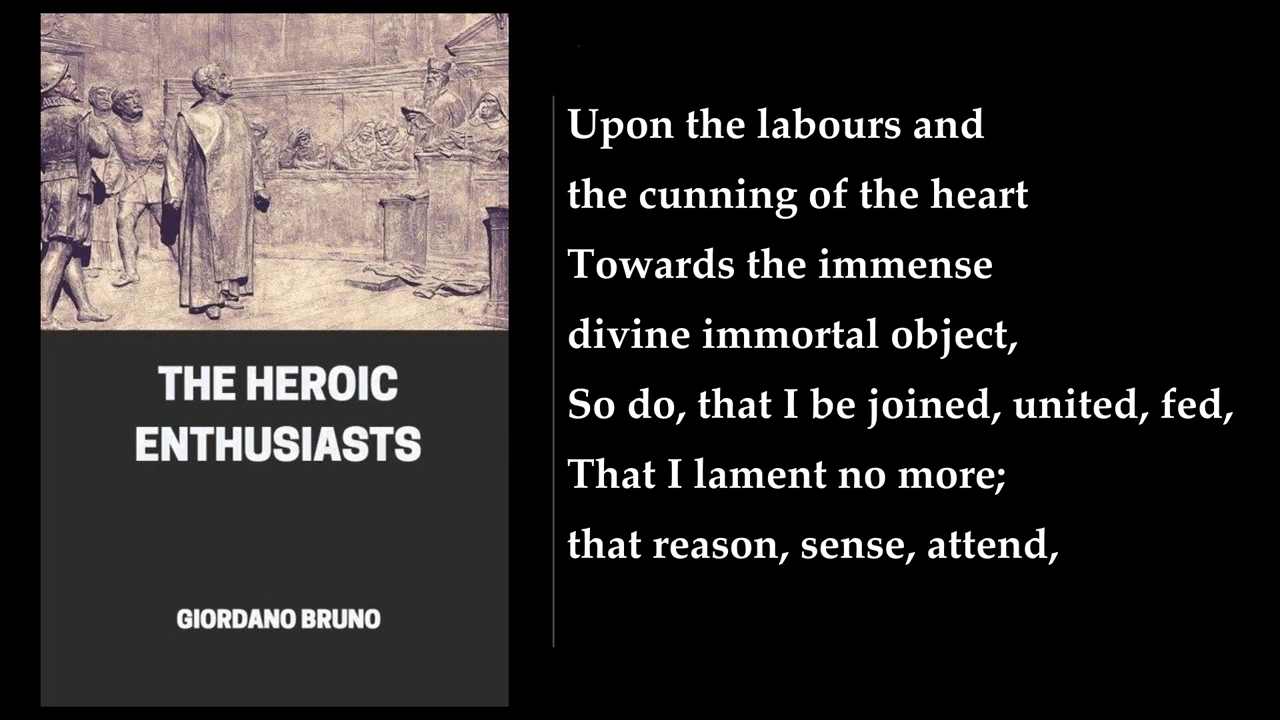 THE HEROIC
ENTHUSIASTS
GIORDANO BRUNO
Upon the labours and
the cunning of the heart
Towards the immense
divine immortal object,
So do, that I be joined, united, fed,
That I lament no more;
that reason, sense, attend,